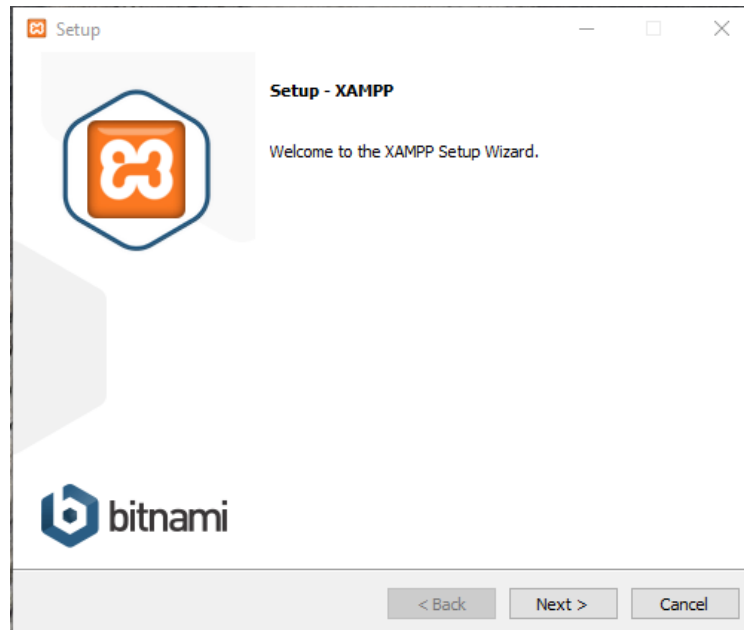 Setup
Setup - XAMPP
Welcome to the XAMPP Setup Wizard.
bitnami
< Back
Next >
Cancel